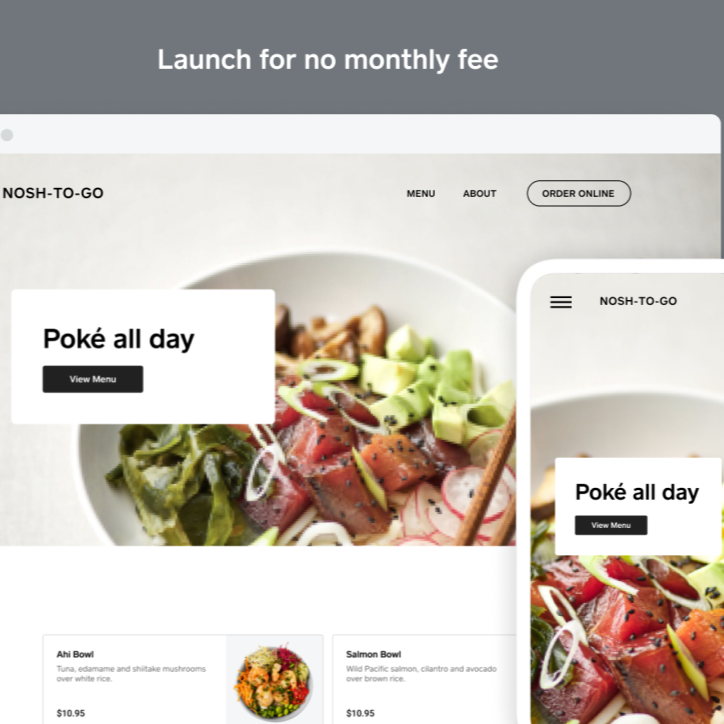 Launch for no monthly fee
NOSH-TO-GO
MENU
ABOUT
ORDER ONLINE
Poké all day
View Menu
NOSH-TO-GO
Poké all day
View Menu
Ahi Bowl
Tuna, edamame and shiitake mushrooms
over white rice.
$10.95
Salmon Bowl
Wild Pacific salmon, cilantro and avocado
over brown rice.
$10.95